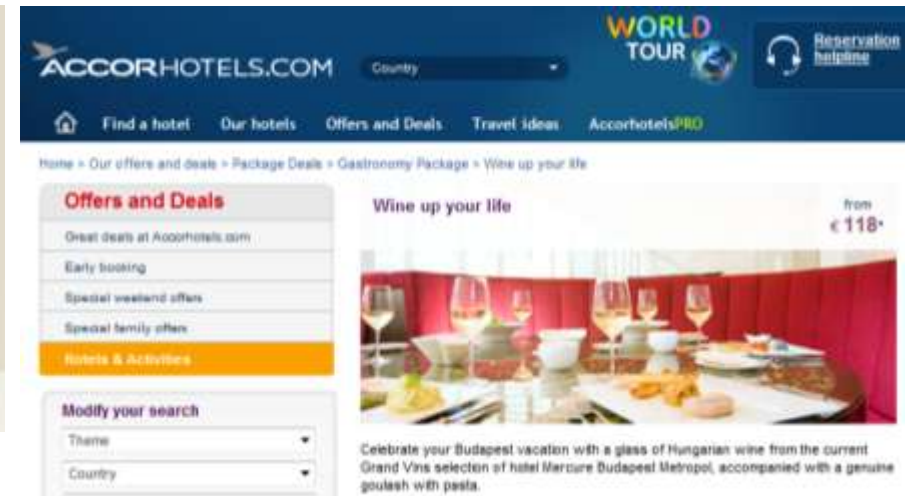 WORLD
TOUR
ACCORHOTELS.COM
Country
Reservation
helpline
Find a hotel Our hotels Offers and Deals Travel ideas AccorhotelsPRO
Home > Our offers and deals > Package Deals > Gastronomy Package > Wine up your life
Offers and Deals
Great deals at Accorhotels.com
Early booking
Special weekend offers
Special family offers
Hotels & Activities
Modify your search
Theme
Country
Wine up your life
from
€ 118*
Celebrate your Budapest vacation with a glass of Hungarian wine from the current
Grand Vins selection of hotel Mercure Budapest Metropol, accompanied with a genuine
goulash with pasta.